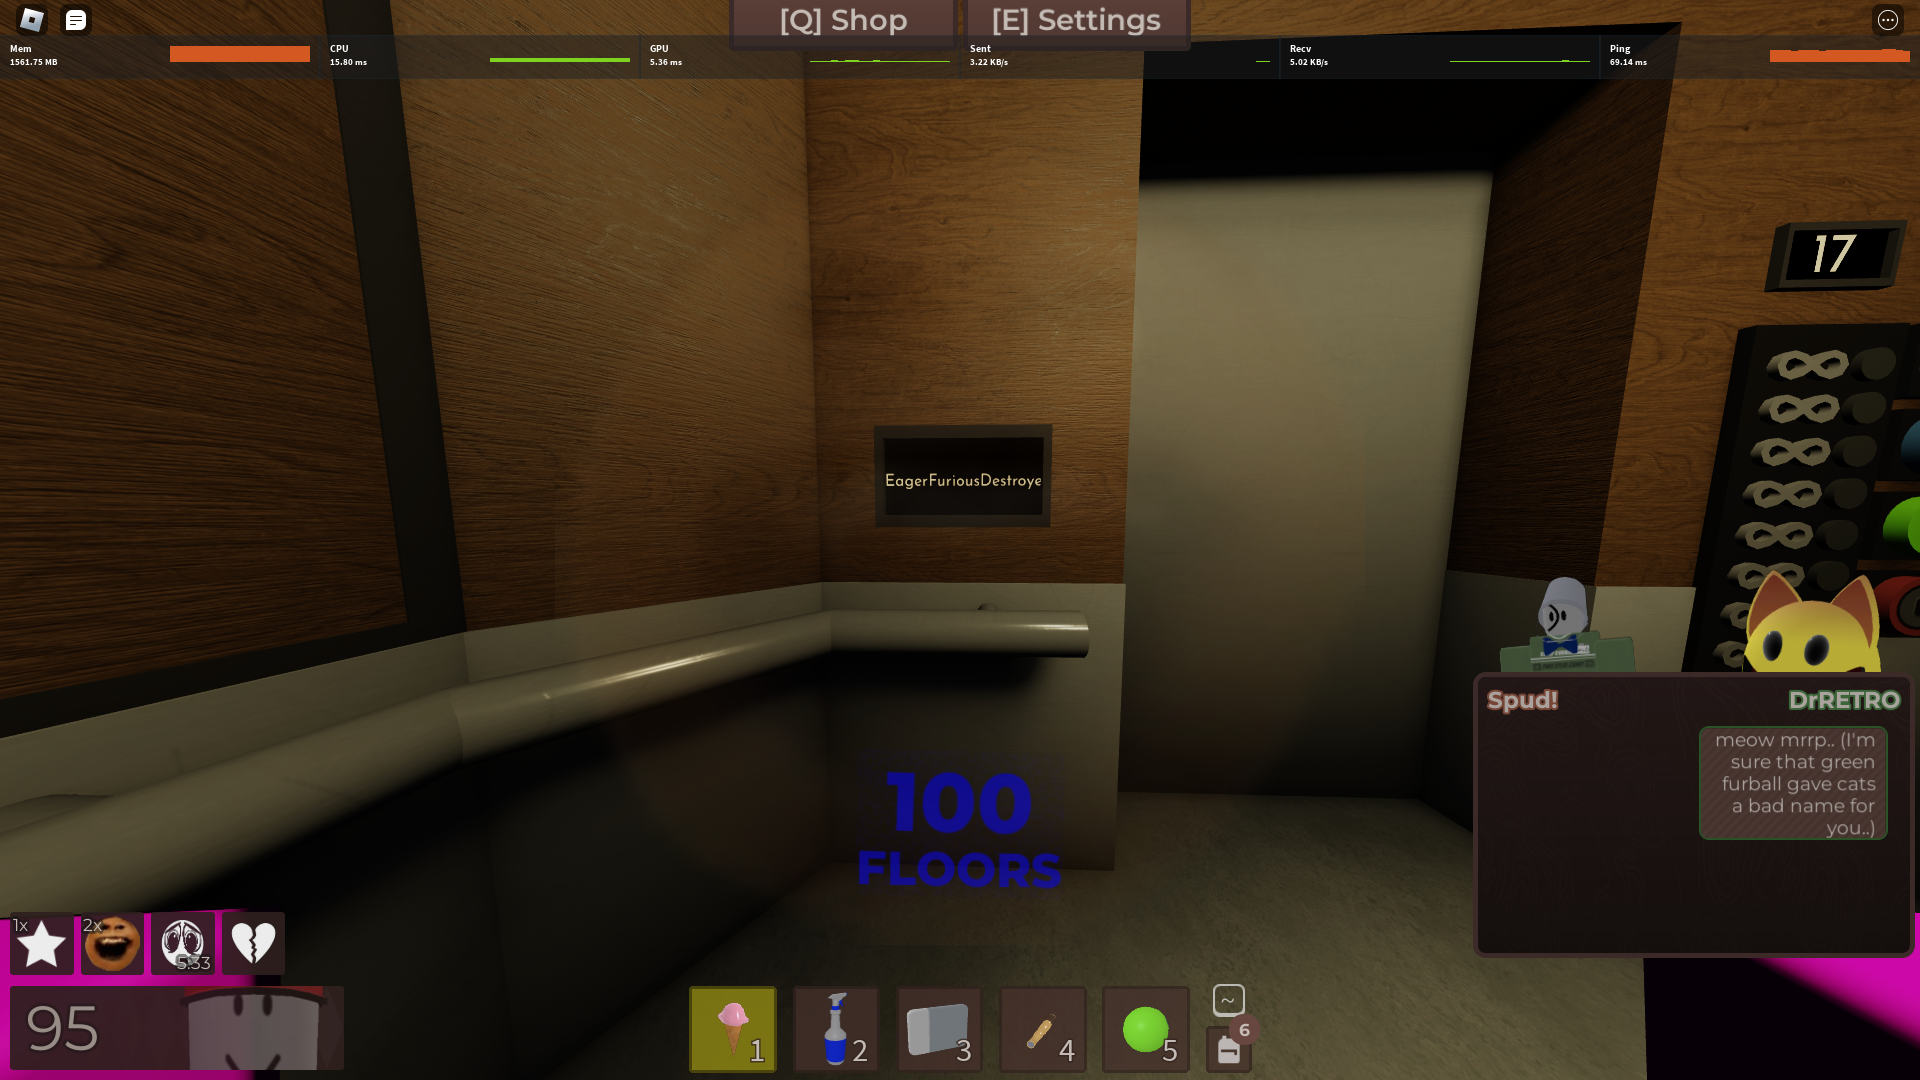 [Q] Shop
[E] Settings
Mem
1561.75 MB
CPU
15.80 ms
GPU
5.36 ms
Sent
3.22 KB/s
Recv
5.02 KB/s
Ping
69.14 ms
17
EagerFuriousDestroye
100
FLOORS
Spud!
DrRETRO
meow mrrp.. (I'm
sure that green
furball gave cats
a bad name for
you..)
1x
2x
5:33
95
1
2
3
4
5
~
6